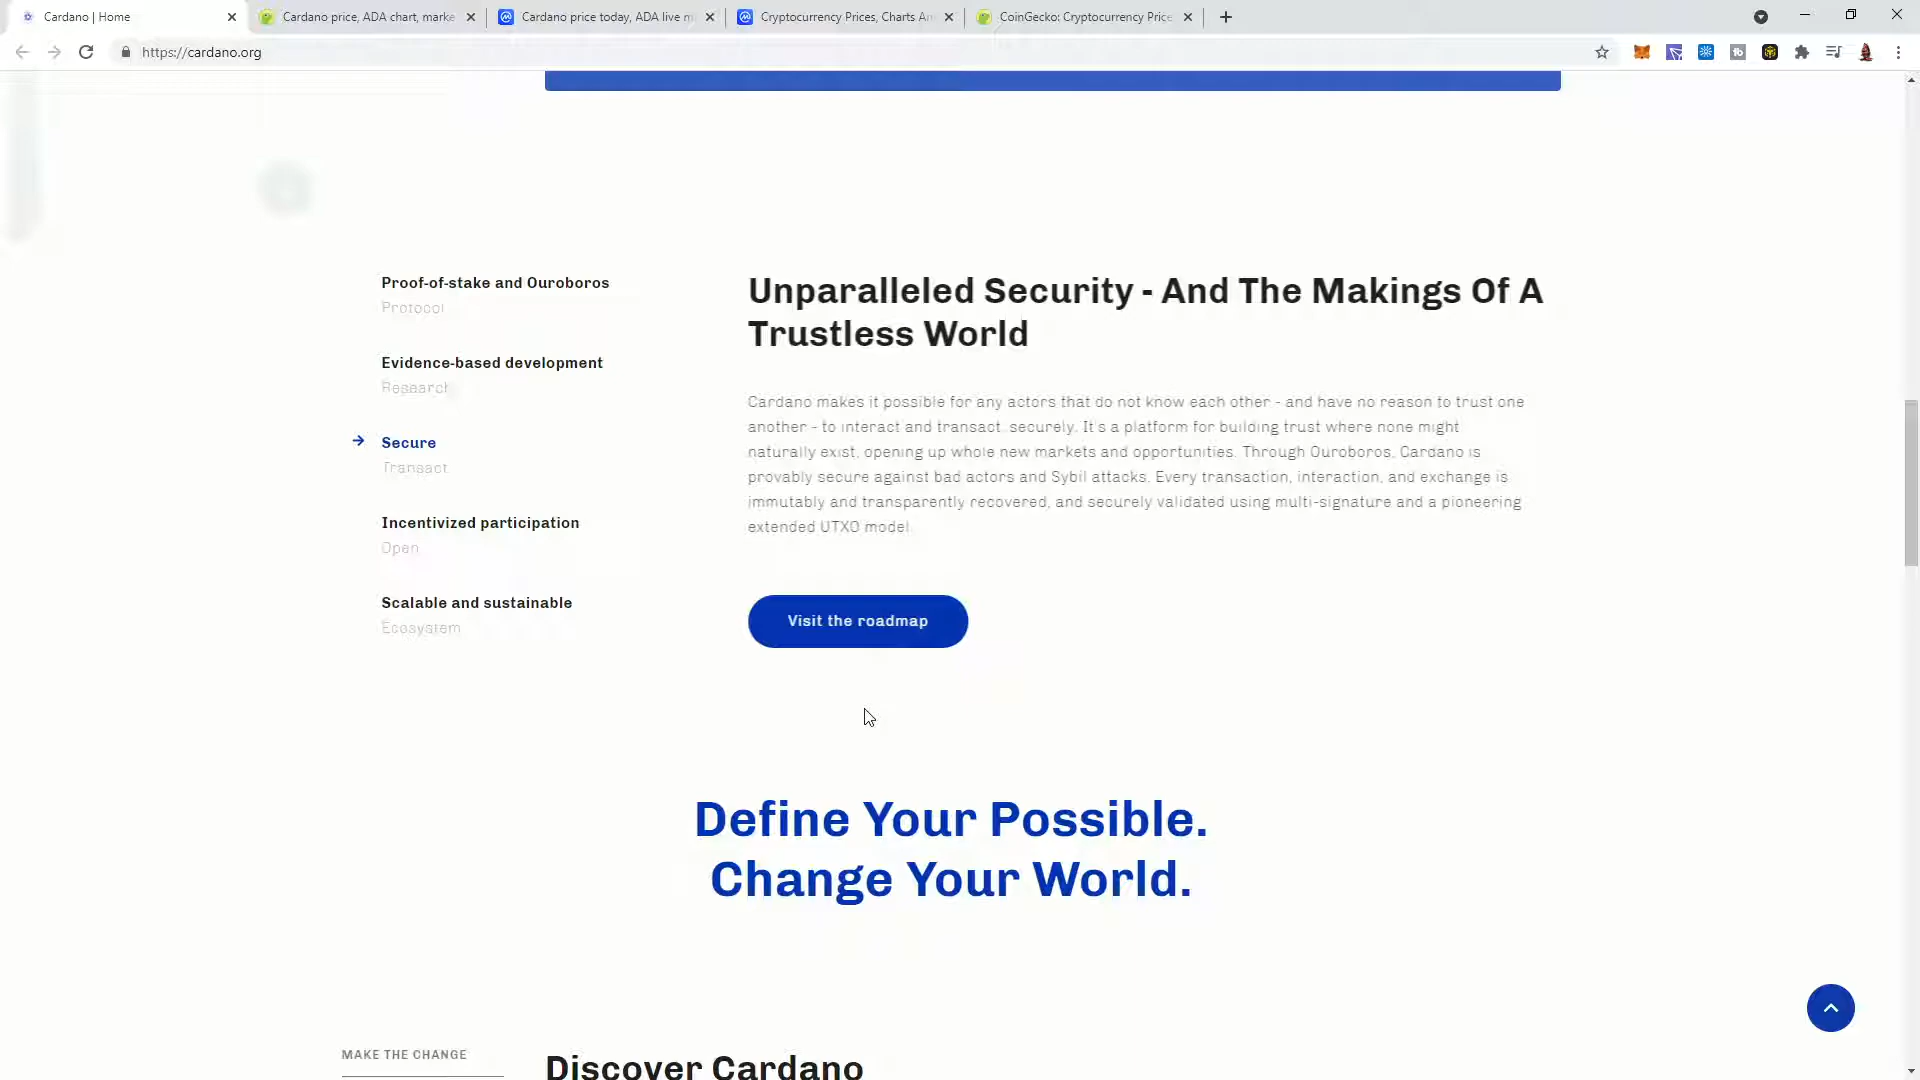 Cardano | Home
Cardano price, ADA chart, marke
Cardano price today, ADA live m
Cryptocurrency Prices, Charts An
CoinGecko: Cryptocurrency Price
https://cardano.org
Proof-of-stake and Ouroboros
Protocol
Evidence-based development
Research
Secure
Transact
Incentivized participation
Open
Scalable and sustainable
Ecosystem
Unparalleled Security - And The Makings Of A
Trustless World
Cardano makes it possible for any actors that do not know each other - and have no reason to trust one
another - to interact and transact securely. It's a platform for building trust where none might
naturally exist, opening up whole new markets and opportunities. Through Ouroboros, Cardano is
provably secure against bad actors and Sybil attacks. Every transaction, interaction, and exchange is
immutably and transparently recovered, and securely validated using multi-signature and a pioneering
extended UTXO model.
Visit the roadmap
Define Your Possible.
Change Your World.
MAKE THE CHANGE
Discover Cardano